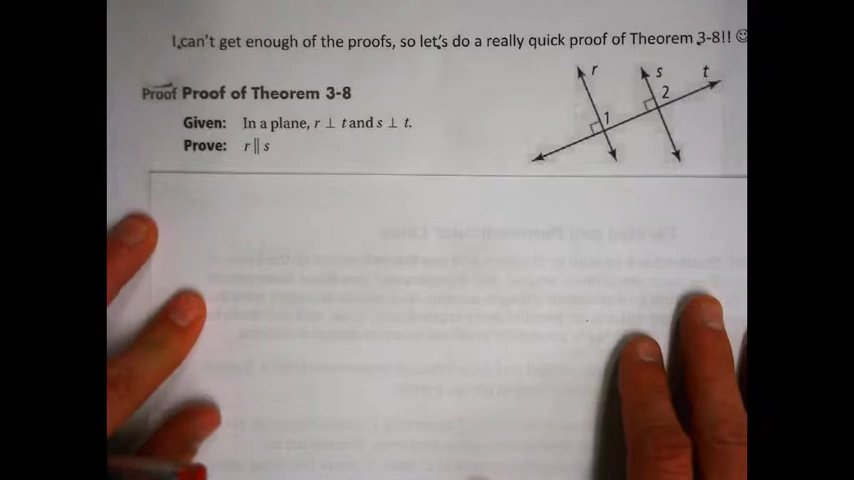 I can't get enough of the proofs, so let's do a really quick proof of Theorem 3-8!! ☺
r s t
2
1
Proof Proof of Theorem 3-8
Given: In a plane, r ⊥ t and s ⊥ t.
Prove: r || s